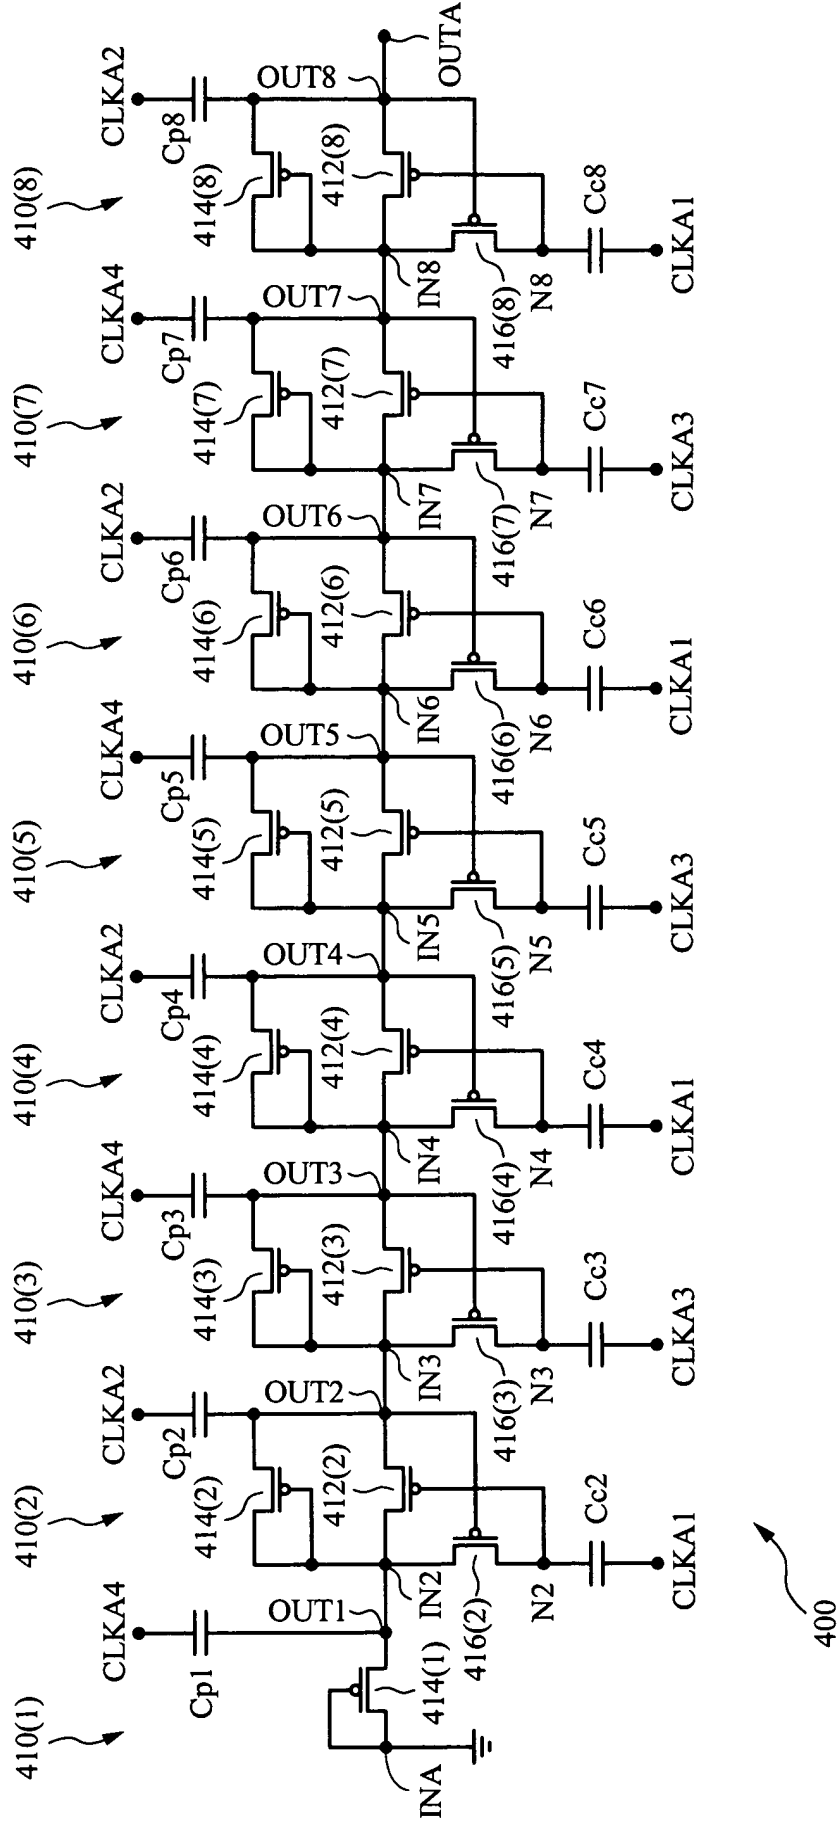 410(1) 410(2) 410(3) 410(4) 410(5) 410(6) 410(7) 410(8)
CLKA4 CLKA2 CLKA4 CLKA2 CLKA4 CLKA2 CLKA4 CLKA2
Cp1 Cp2 Cp3 Cp4 Cp5 Cp6 Cp7 Cp8
414(2) 414(3) 414(4) 414(5) 414(6) 414(7) 414(8)
OUT1 OUT2 OUT3 OUT4 OUT5 OUT6 OUT7 OUT8
412(2) 412(3) 412(4) 412(5) 412(6) 412(7) 412(8)
414(1)
INA IN2 IN3 IN4 IN5 IN6 IN7 IN8 OUTA
416(2) 416(3) 416(4) 416(5) 416(6) 416(7) 416(8)
N2 N3 N4 N5 N6 N7 N8
Cc2 Cc3 Cc4 Cc5 Cc6 Cc7 Cc8
CLKA1 CLKA3 CLKA1 CLKA3 CLKA1 CLKA3 CLKA1
400